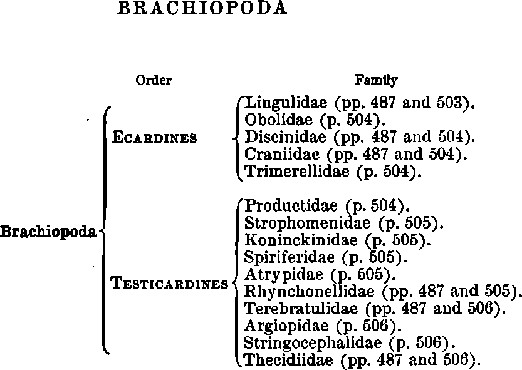 BRACHIOPODA
Order Family
Lingulidae (pp. 487 and 503).
Obolidae (p. 504).
ECARDINES Discinidae (pp. 487 and 504).
Craniidae (pp. 487 and 504).
Trimerellidae (p. 504).
Productidae (p. 504).
Strophomenidae (p. 505).
Brachiopoda Koninckinidae (p. 505).
Spiriferidae (p. 505).
Atrypidae (p. 505).
TESTICARDINES Rhynchonellidae (pp. 487 and 505).
Terebratulidae (pp. 487 and 506).
Argiopidae (p. 506).
Stringocephalidae (p. 506).
Thecidiidae (pp. 487 and 506).